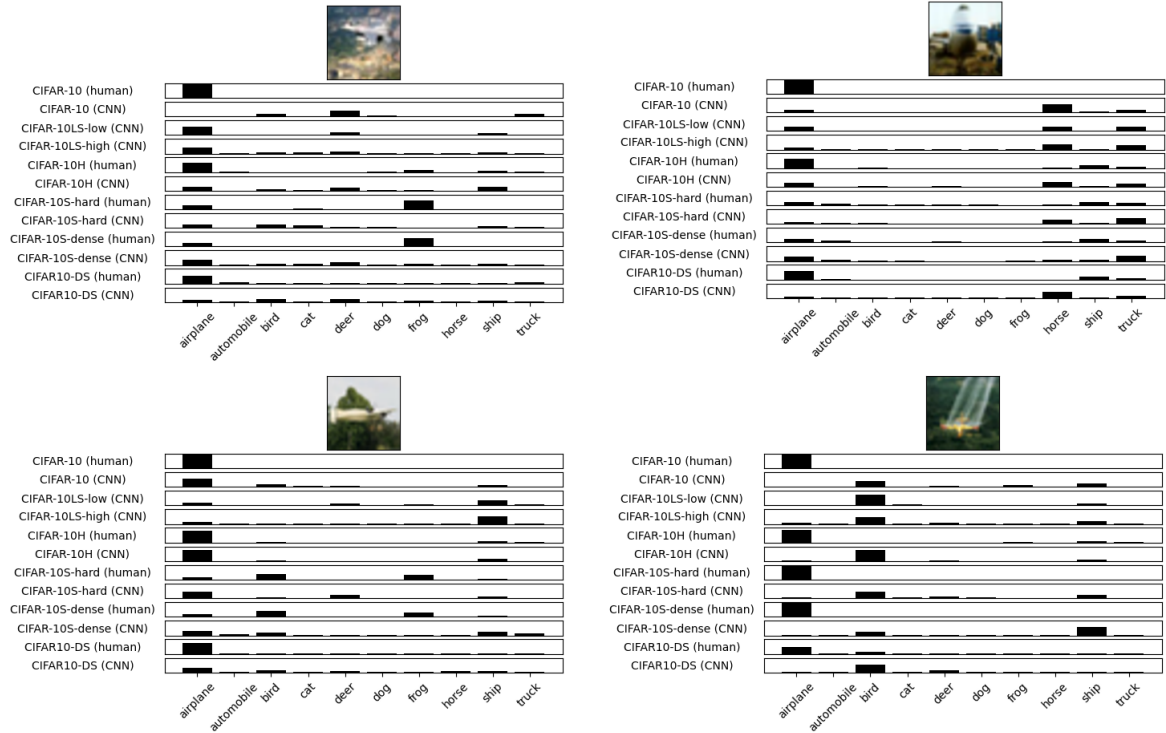 CIFAR-10 (human)
CIFAR-10 (CNN)
CIFAR-10LS-low (CNN)
CIFAR-10LS-high (CNN)
CIFAR-10H (human)
CIFAR-10H (CNN)
CIFAR-10S-hard (human)
CIFAR-10S-hard (CNN)
CIFAR-10S-dense (human)
CIFAR-10S-dense (CNN)
CIFAR10-DS (human)
CIFAR10-DS (CNN)
airplane
automobile
bird
cat
deer
dog
frog
horse
ship
truck
CIFAR-10 (human)
CIFAR-10 (CNN)
CIFAR-10LS-low (CNN)
CIFAR-10LS-high (CNN)
CIFAR-10H (human)
CIFAR-10H (CNN)
CIFAR-10S-hard (human)
CIFAR-10S-hard (CNN)
CIFAR-10S-dense (human)
CIFAR-10S-dense (CNN)
CIFAR10-DS (human)
CIFAR10-DS (CNN)
airplane
automobile
bird
cat
deer
dog
frog
horse
ship
truck
CIFAR-10 (human)
CIFAR-10 (CNN)
CIFAR-10LS-low (CNN)
CIFAR-10LS-high (CNN)
CIFAR-10H (human)
CIFAR-10H (CNN)
CIFAR-10S-hard (human)
CIFAR-10S-hard (CNN)
CIFAR-10S-dense (human)
CIFAR-10S-dense (CNN)
CIFAR10-DS (human)
CIFAR10-DS (CNN)
airplane
automobile
bird
cat
deer
dog
frog
horse
ship
truck
CIFAR-10 (human)
CIFAR-10 (CNN)
CIFAR-10LS-low (CNN)
CIFAR-10LS-high (CNN)
CIFAR-10H (human)
CIFAR-10H (CNN)
CIFAR-10S-hard (human)
CIFAR-10S-hard (CNN)
CIFAR-10S-dense (human)
CIFAR-10S-dense (CNN)
CIFAR10-DS (human)
CIFAR10-DS (CNN)
airplane
automobile
bird
cat
deer
dog
frog
horse
ship
truck